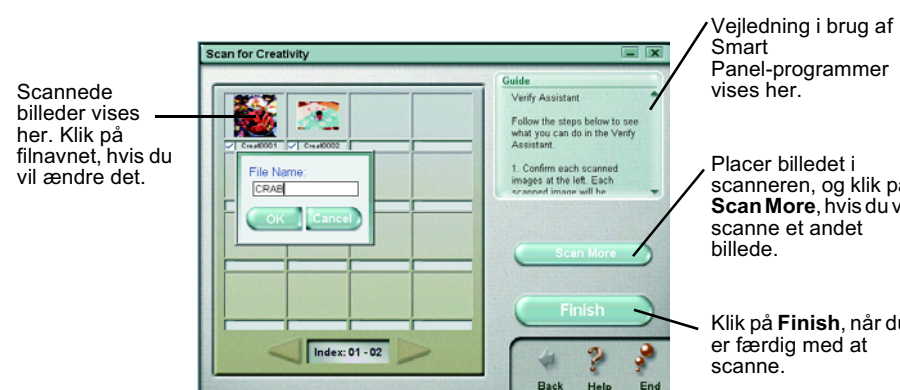 Scannede
billeder vises
her. Klik på
filnavnet, hvis du
vil ændre det.
Scan for Creativity
Creat0001
Creat0002
File Name:
CRAB
OK
Cancel
Index: 01 - 02
Guide
Verify Assistant
Follow the steps below to see
what you can do in the Verify
Assistant.
1. Confirm each scanned
images at the left. Each
scanned image will be
Scan More
Finish
Back
Help
End
Vejledning i brug af
Smart
Panel-programmer
vises her.
Placer billedet i
scanneren, og klik på
Scan More, hvis du v
scanne et andet
billede.
Klik på Finish, når du
er færdig med at
scanne.